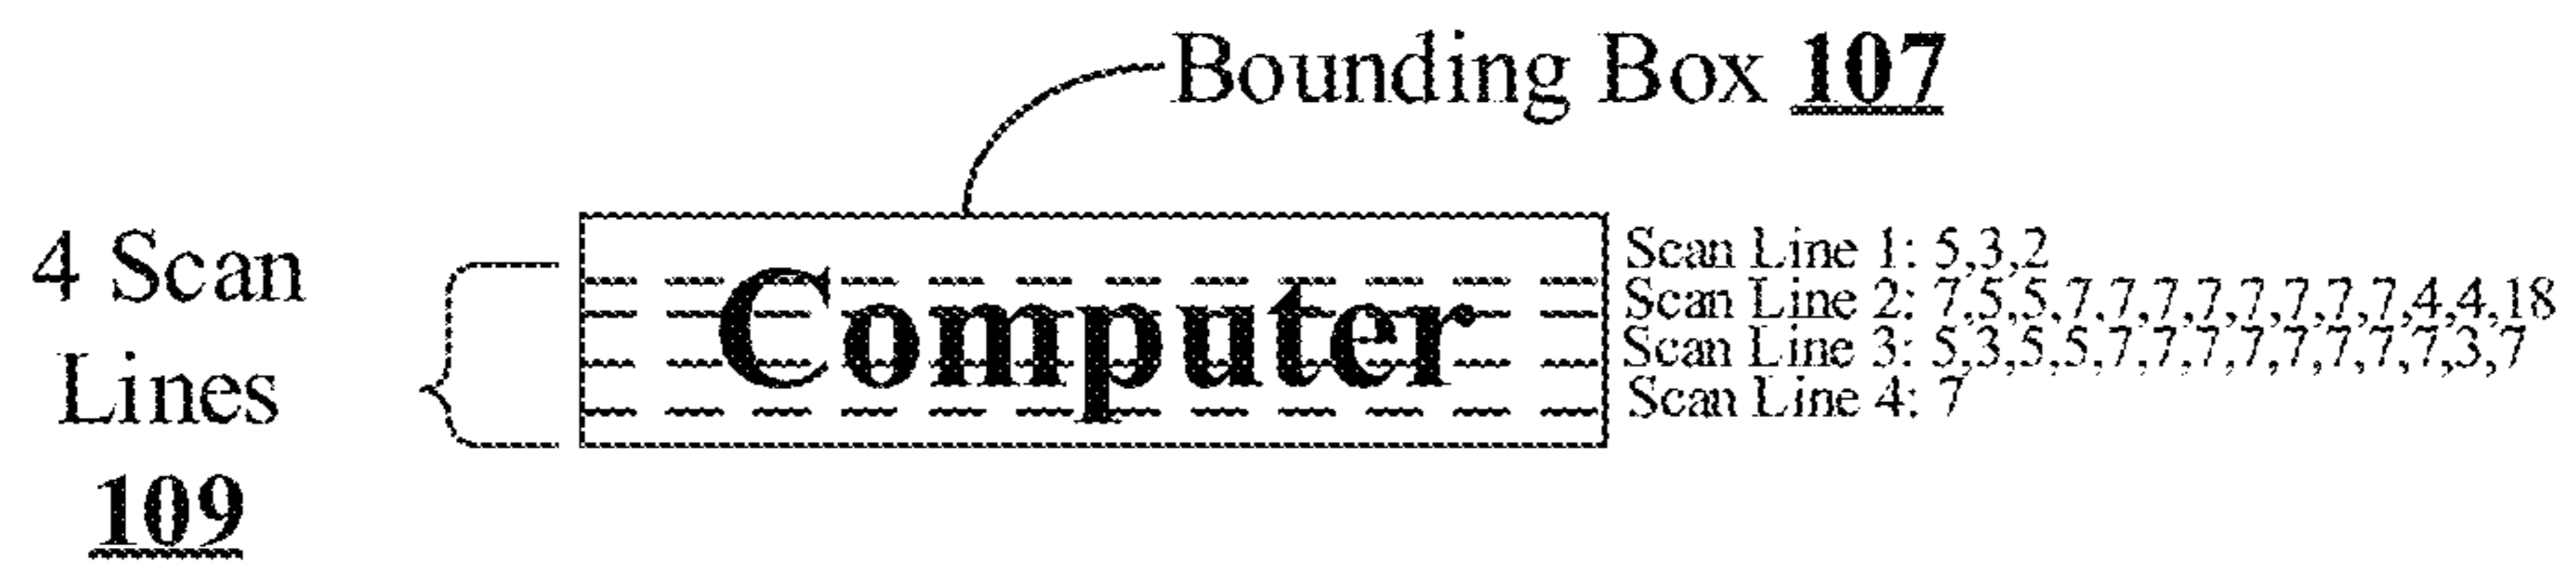 Bounding Box 107
4 Scan
Lines
109
Computer
Scan Line 1: 5,3,2
Scan Line 2: 7,5,5,7,7,7,7,7,7,7,7,4,4,18
Scan Line 3: 5,3,5,5,7,7,7,7,7,7,7,7,3,7
Scan Line 4: 7